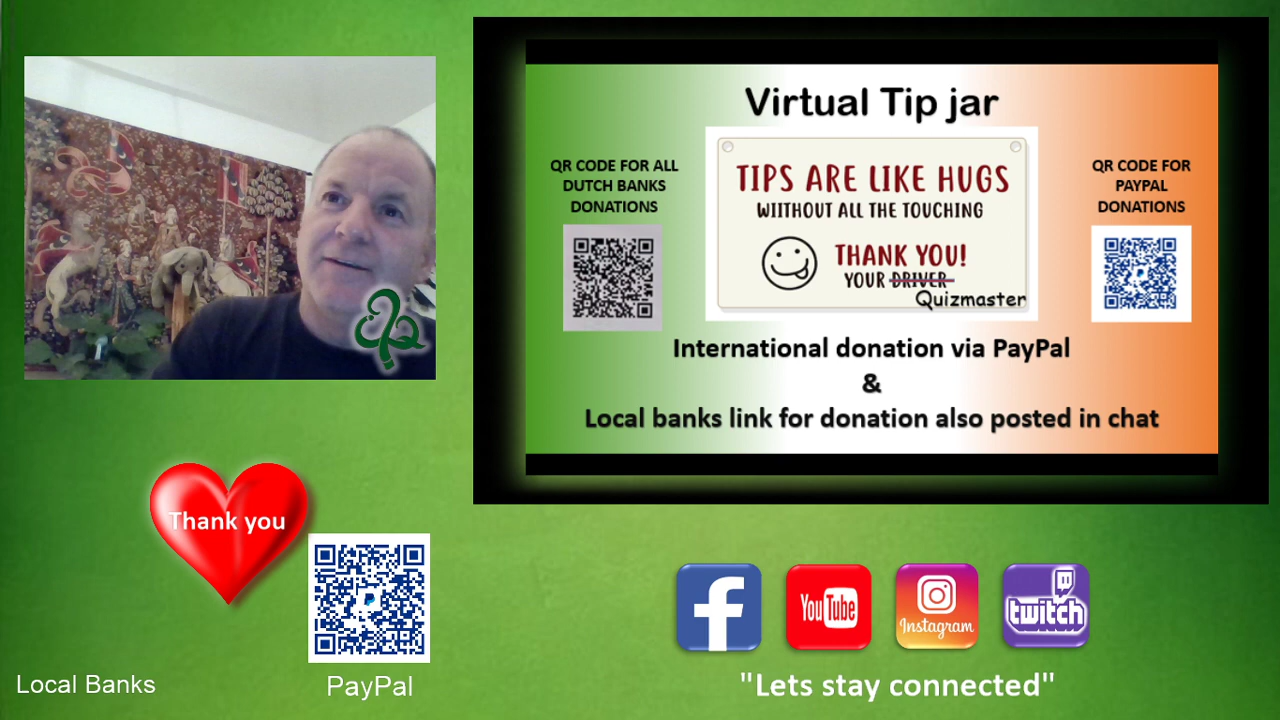 Virtual Tip jar
QR CODE FOR ALL
DUTCH BANKS
DONATIONS
TIPS ARE LIKE HUGS
WIITHOUT ALL THE TOUCHING
THANK YOU!
YOUR DRIVER
Quizmaster
QR CODE FOR
PAYPAL
DONATIONS
International donation via PayPal
&
Local banks link for donation also posted in chat
Thank you
Local Banks
PayPal
f
YouTube
Instagram
twitch
"Lets stay connected"